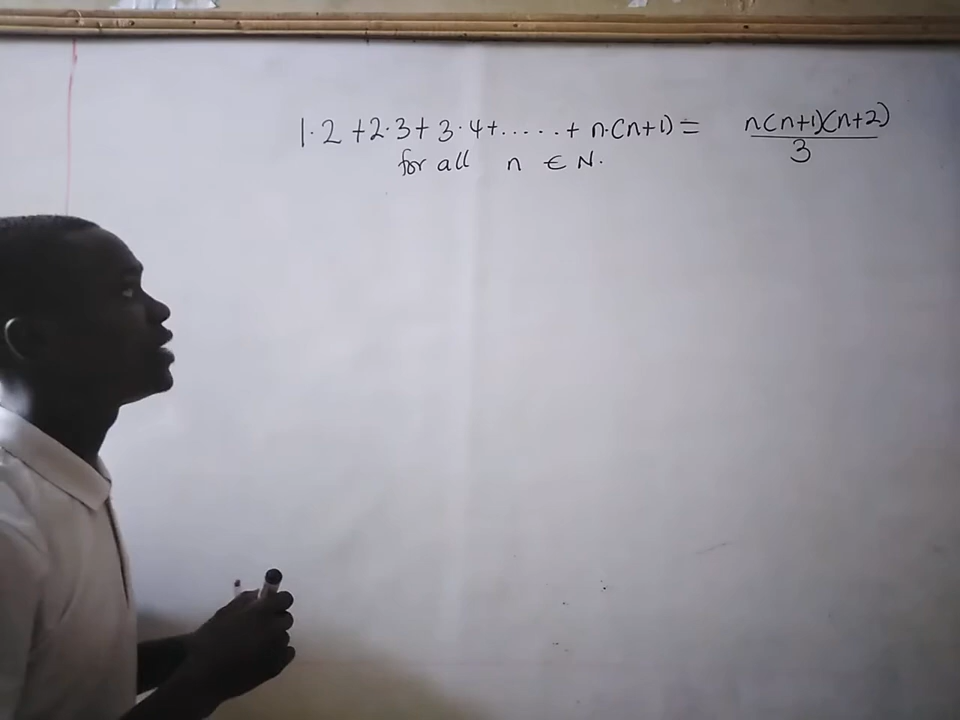 1·2 +2·3+ 3·4+.....+ n·(n+1) = n(n+1)(n+2)/3
for all n ∈ N.